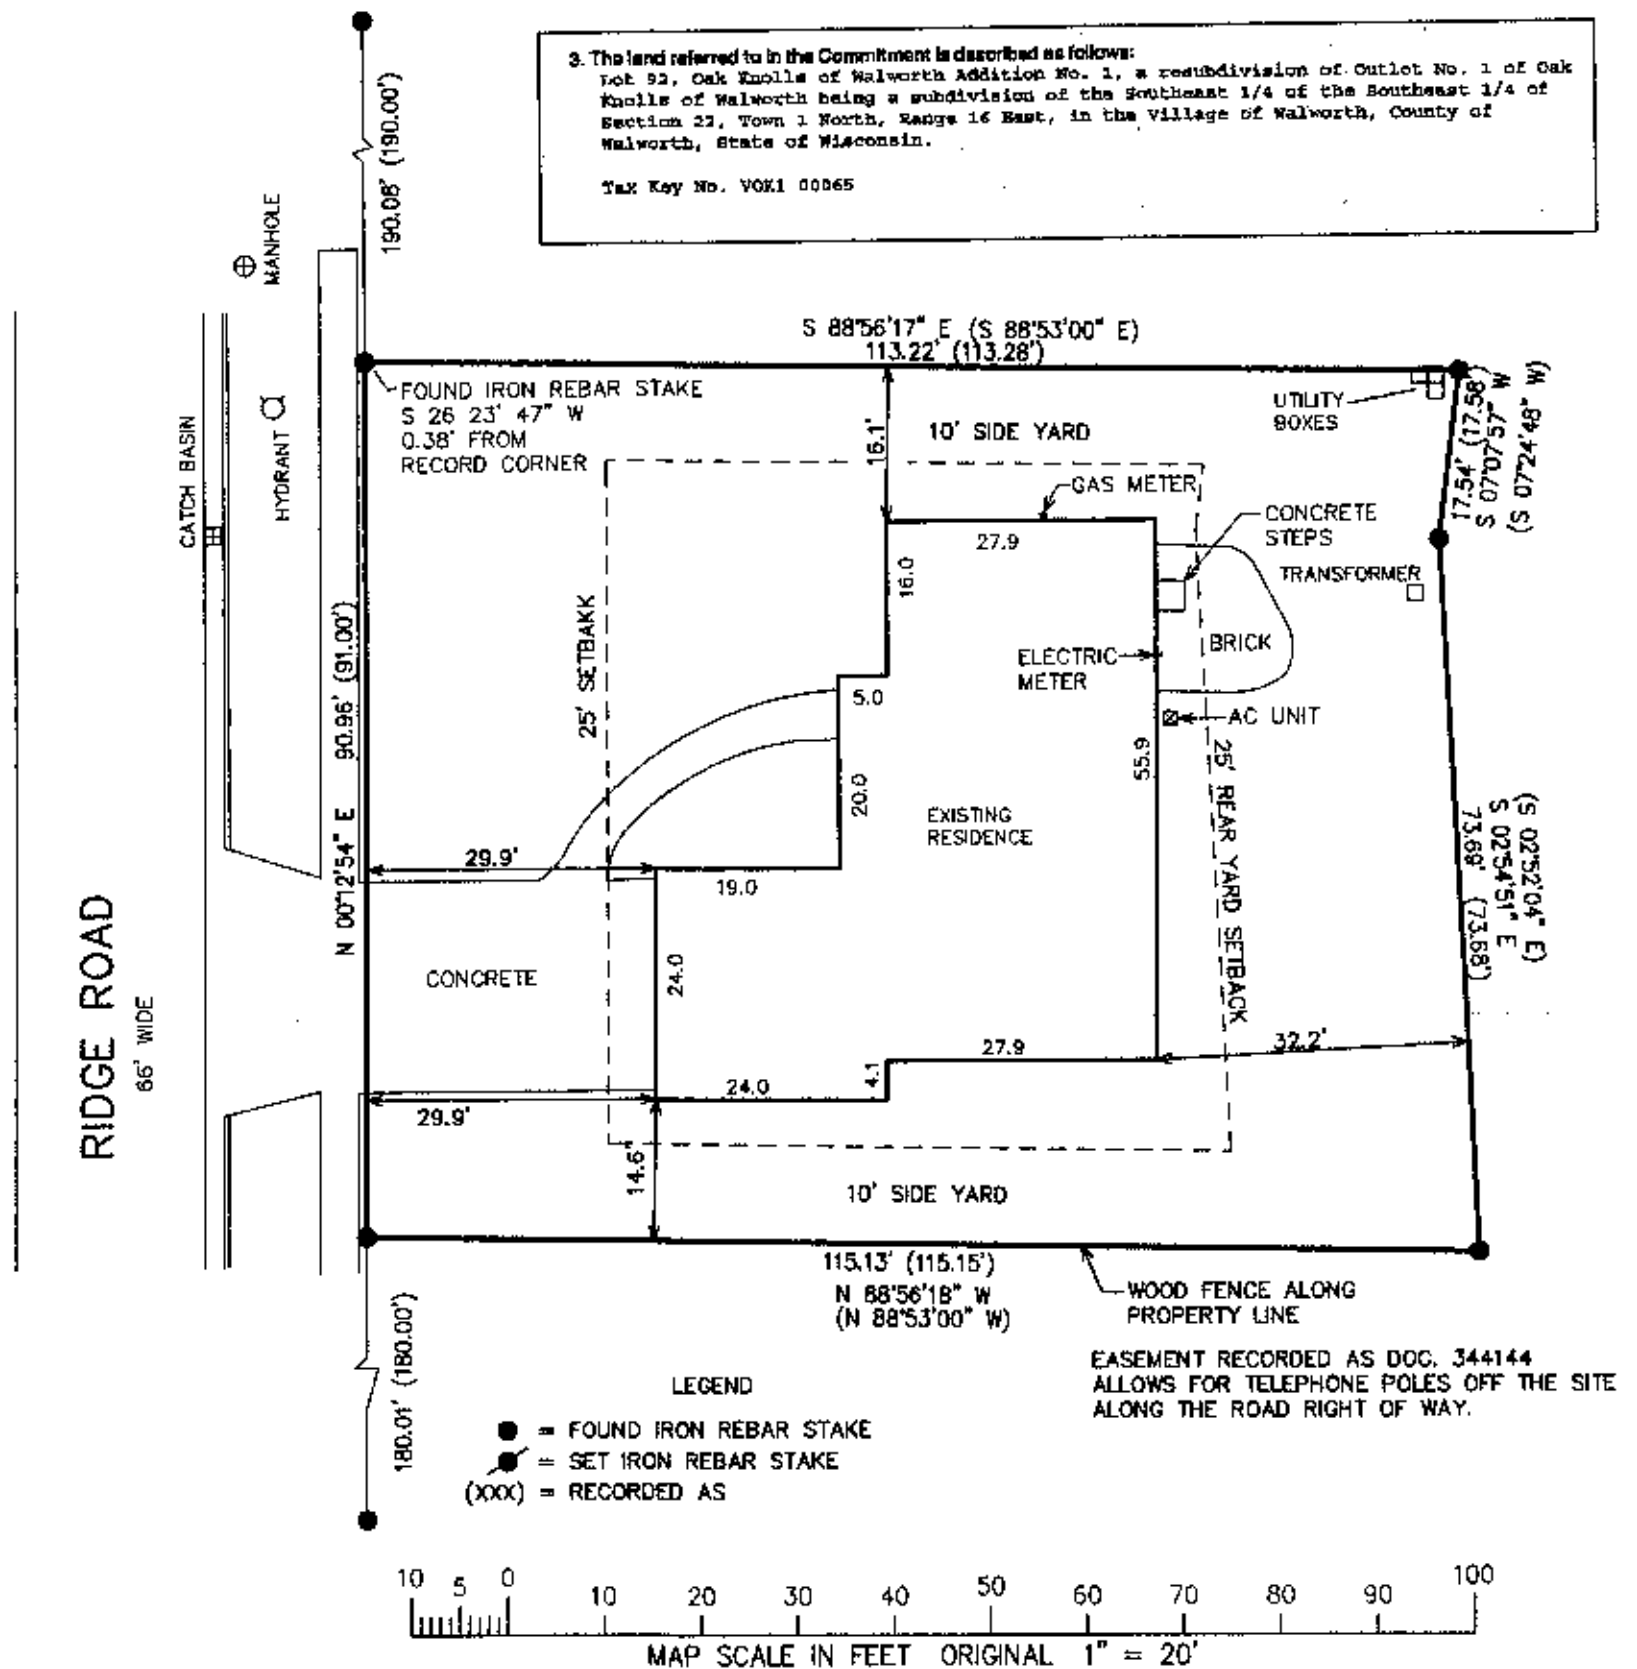 3. The land referred to in the Commitment is described as follows:
Lot 92, Oak Knolls of Walworth Addition No. 1, a resubdivision of Outlot No. 1 of Oak
Knolls of Walworth being a subdivision of the Southeast 1/4 of the Southeast 1/4 of
Section 22, Town 1 North, Range 16 East, in the Village of Walworth, County of
Walworth, State of Wisconsin.
Tax Key No. VOK1 00065
190.08' (190.00')
MANHOLE
S 88°56'17" E (S 88°53'00" E)
113.22' (113.28')
FOUND IRON REBAR STAKE
S 26 23' 47" W
0.38' FROM
RECORD CORNER
CATCH BASIN
HYDRANT
16.1'
10' SIDE YARD
UTILITY
BOXES
17.54' (17.58')
S 07°07'57" W
(S 07°24'48" W)
GAS METER
27.9
CONCRETE
STEPS
TRANSFORMER
16.0
25' SETBAKK
BRICK
ELECTRIC
METER
5.0
AC UNIT
N 00°12'54" E 90.96' (91.00')
55.9
20.0
EXISTING
RESIDENCE
25' REAR YARD SETBACK
(S 02°52'04" E)
S 02°54'51" E
73.69' (73.68')
29.9'
19.0
RIDGE ROAD
66' WIDE
CONCRETE
24.0
27.9
32.2'
4.1
24.0
29.9'
14.6"
10' SIDE YARD
115.13' (115.15')
N 88°56'18" W
(N 88°53'00" W)
WOOD FENCE ALONG
PROPERTY LINE
180.01' (180.00')
EASEMENT RECORDED AS DOC. 344144
ALLOWS FOR TELEPHONE POLES OFF THE SITE
ALONG THE ROAD RIGHT OF WAY.
LEGEND
= FOUND IRON REBAR STAKE
= SET IRON REBAR STAKE
(XXX) = RECORDED AS
10 5 0 10 20 30 40 50 60 70 80 90 100
MAP SCALE IN FEET ORIGINAL 1" = 20'